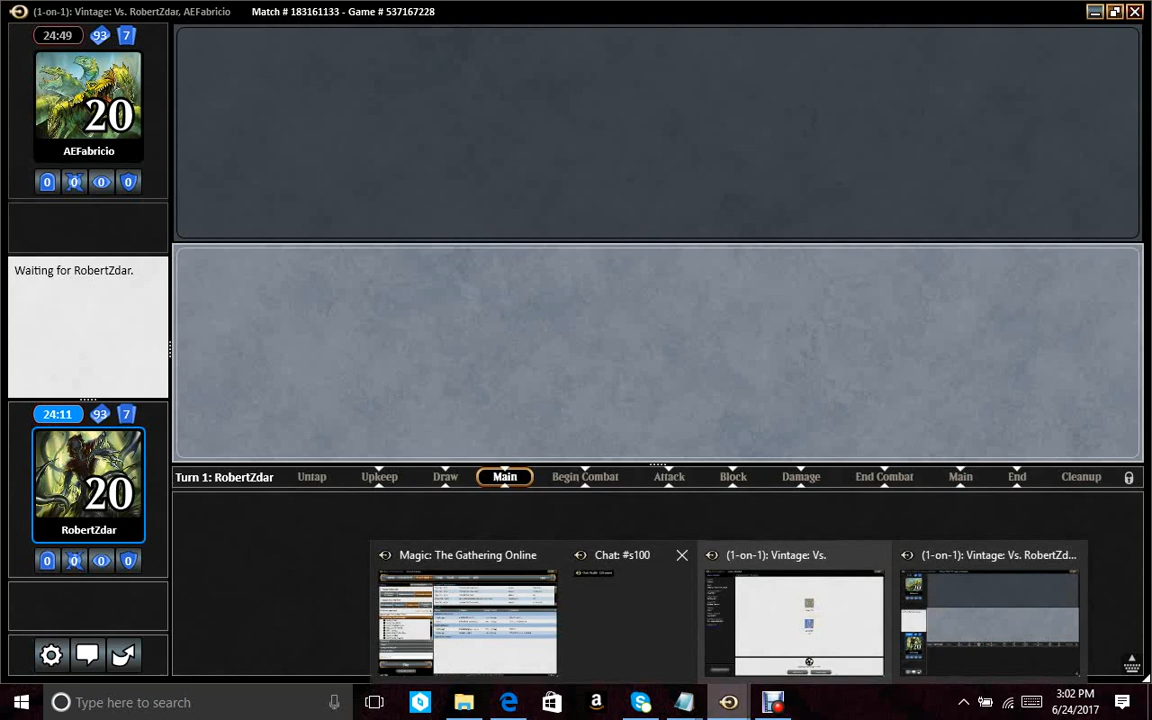 (1-on-1): Vintage: Vs. RobertZdar, AEFabricio
Match # 183161133 - Game # 537167228
24:49
93
7
20
AEFabricio
0 0 0 0
Waiting for RobertZdar.
24:11
93
7
20
RobertZdar
0 0 0 0
Turn 1: RobertZdar
Untap
Upkeep
Draw
Main
Begin Combat
Attack
Block
Damage
End Combat
Main
End
Cleanup
Magic: The Gathering Online
Chat: #s100
(1-on-1): Vintage: Vs.
(1-on-1): Vintage: Vs. RobertZd...
Type here to search
3:02 PM
6/24/2017